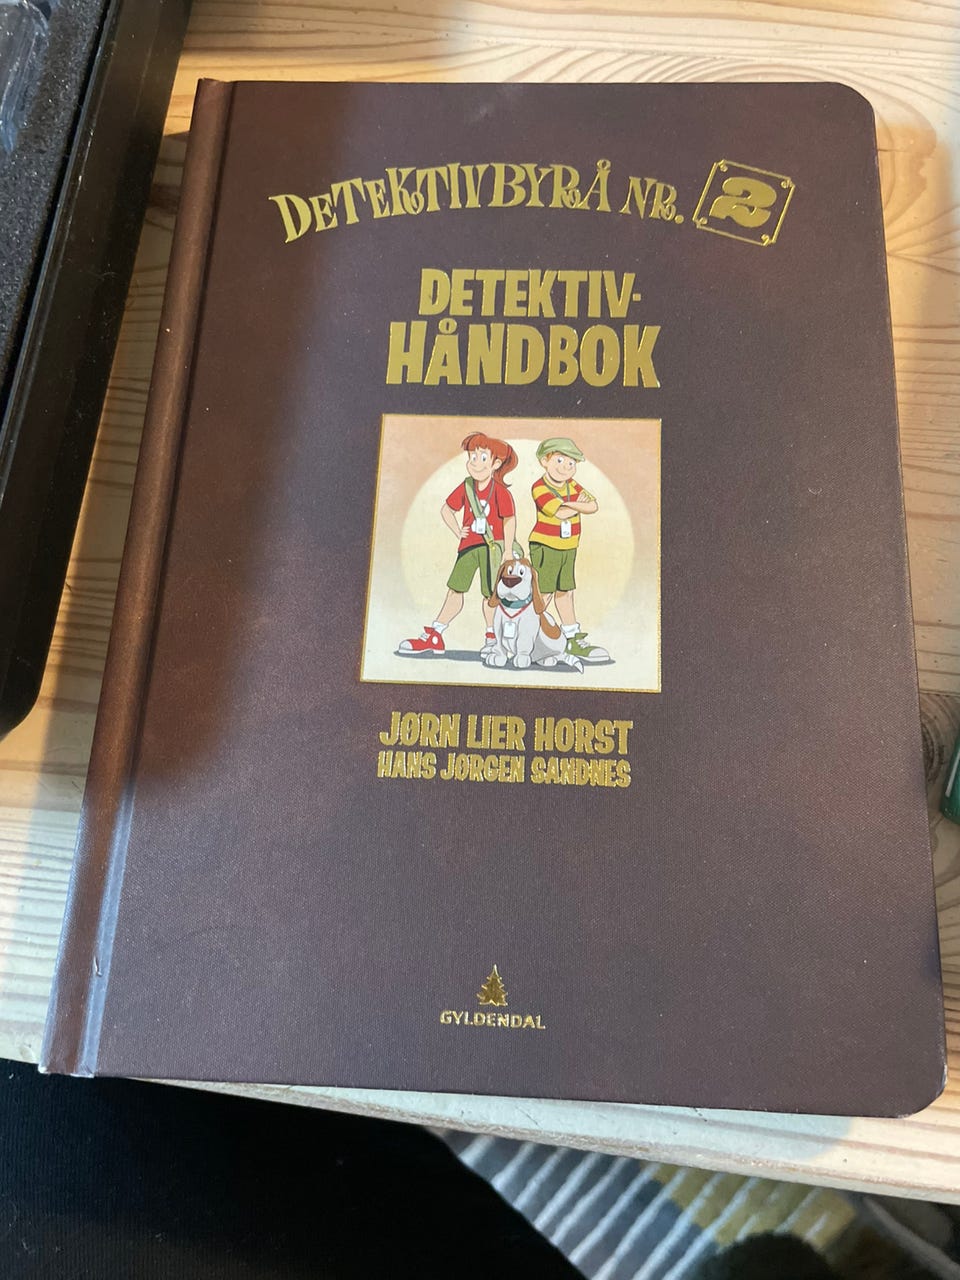 DETEKTIVBYRÅ NR. 2
DETEKTIV-
HÅNDBOK
JØRN LIER HORST
HANS JØRGEN SANDNES
GYLDENDAL